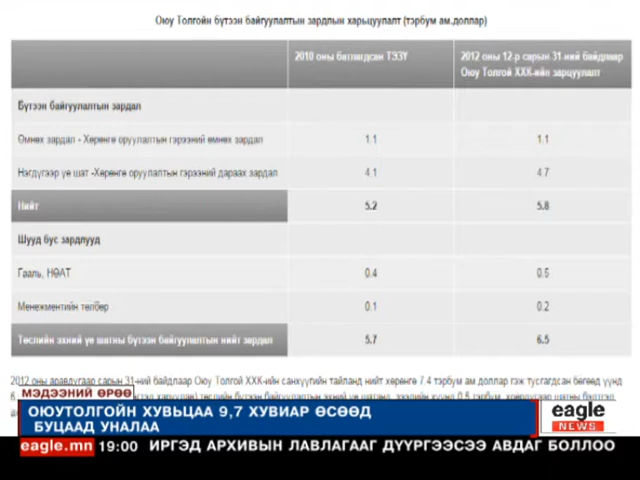 Оюу Толгойн бүтээн байгуулалтын зардлын харьцуулалт (тэрбум ам.доллар)
2010 оны батлагдсан ТЭЗҮ
2012 оны 12-р сарын 31-ний байдлаар
Оюу Толгой ХХК-ийн зарцуулалт
Бүтээн байгуулалтын зардал
Өмнөх зардал - Хөрөнгө оруулалтын гэрээний өмнөх зардал 1.1 1.1
Нэгдүгээр үе шат -Хөрөнгө оруулалтын гэрээний дараах зардал 4.1 4.7
Нийт 5.2 5.8
Шууд бус зардлууд
Гааль, НӨАТ 0.4 0.5
Менежментийн төлбөр 0.1 0.2
Төслийн эхний үе шатны бүтээн байгуулалтын нийт зардал 5.7 6.5
2012 оны аравдугаар сарын 31-ний байдлаар Оюу Толгой ХХК-ийн санхүүгийн тайланд нийт хөрөнгө 7.4 тэрбум ам доллар гэж тусгагдсан бөгөөд үүнд
МЭДЭЭНИЙ ӨРӨӨ
ОЮУТОЛГОЙН ХУВЬЦАА 9,7 ХУВИАР ӨСӨӨД
БУЦААД УНАЛАА
eagle
NEWS
eagle.mn 19:00 ИРГЭД АРХИВЫН ЛАВЛАГААГ ДҮҮРГЭЭСЭЭ АВДАГ БОЛЛОО